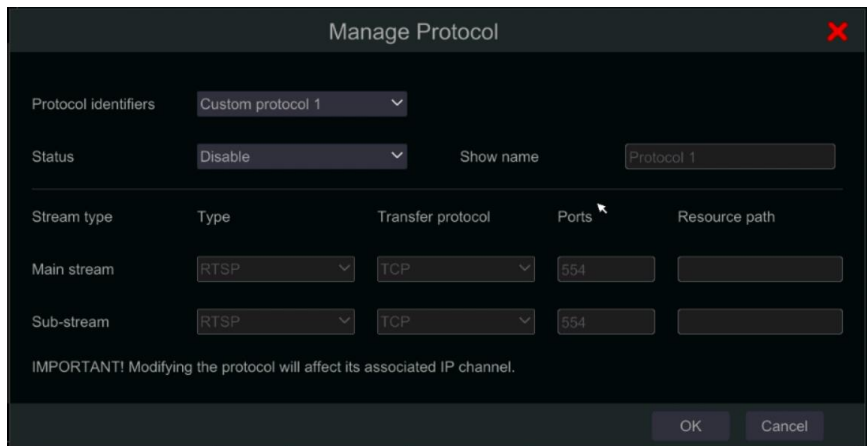 Manage Protocol
Protocol identifiers Custom protocol 1
Status Disable Show name Protocol 1
Stream type Type Transfer protocol Ports Resource path
Main stream RTSP TCP 554
Sub-stream RTSP TCP 554
IMPORTANT! Modifying the protocol will affect its associated IP channel.
OK Cancel